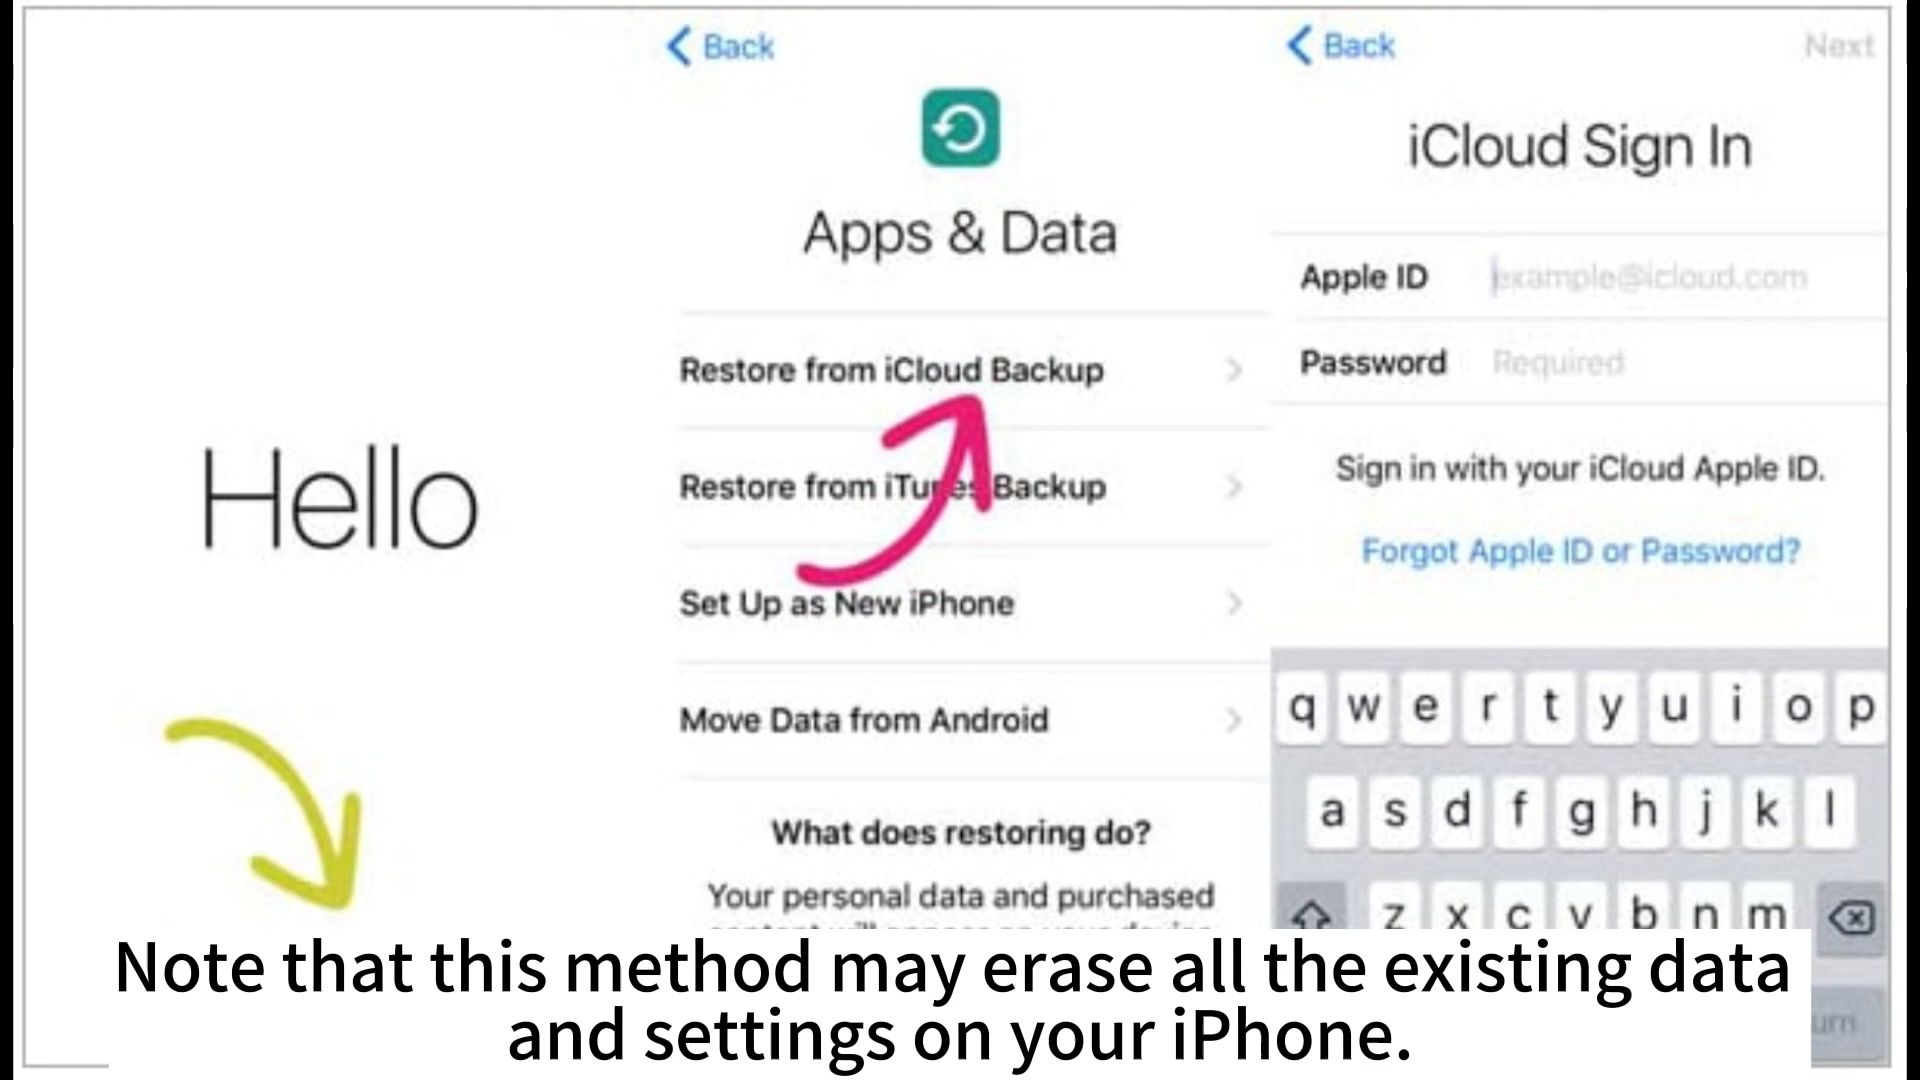 Hello
Back
Apps & Data
Restore from iCloud Backup
Restore from iTunes Backup
Set Up as New iPhone
Move Data from Android
What does restoring do?
Your personal data and purchased
Back
Next
iCloud Sign In
Apple ID example@icloud.com
Password Required
Sign in with your iCloud Apple ID.
Forgot Apple ID or Password?
q w e r t y u i o p
a s d f g h j k l
z x c v b n m
Note that this method may erase all the existing data
and settings on your iPhone.